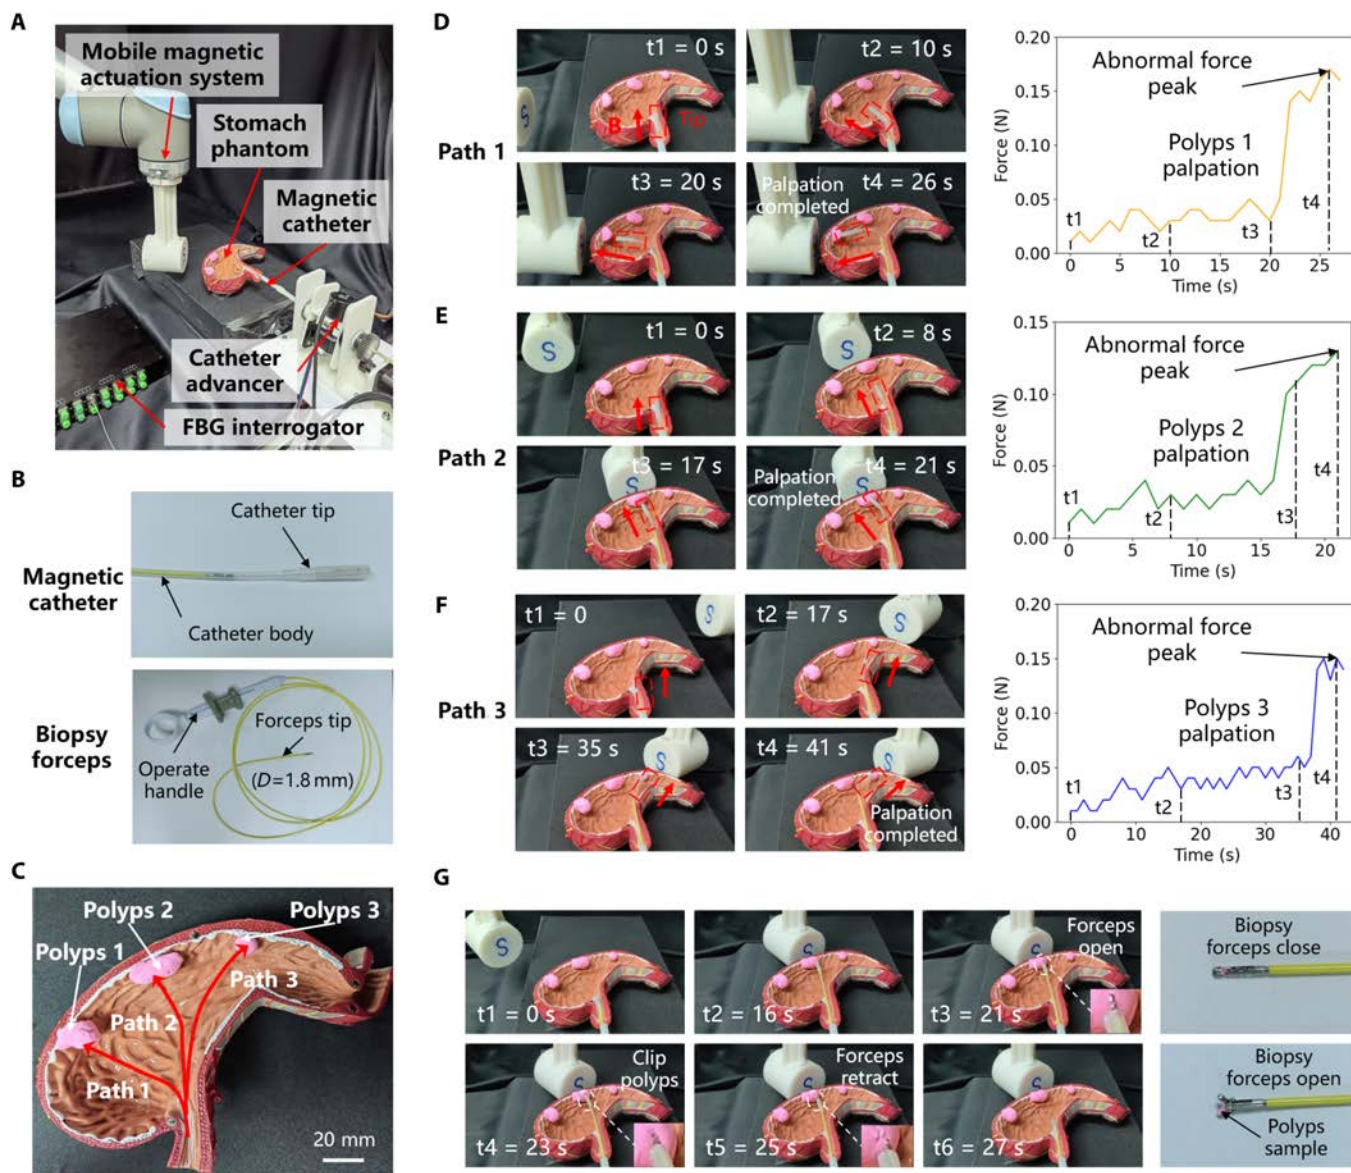 A
Mobile magnetic
actuation system
Stomach
phantom
Magnetic
catheter
Catheter
advancer
FBG interrogator
B
Magnetic
catheter
Catheter tip
Catheter body
Biopsy
forceps
Forceps tip
(D=1.8 mm)
Operate
handle
C
Polyps 1
Polyps 2
Polyps 3
Path 1
Path 2
Path 3
20 mm
D
Path 1
t1 = 0 s
B
Tip
t2 = 10 s
t3 = 20 s
Palpation
completed
t4 = 26 s
Force (N)
0.20
0.15
0.10
0.05
0.00
Abnormal force
peak
Polyps 1
palpation
t1
t2
t3
t4
0 5 10 15 20 25
Time (s)
E
Path 2
t1 = 0 s
S
t2 = 8 s
S
t3 = 17 s
S
Palpation
completed
t4 = 21 s
S
Force (N)
0.15
0.10
0.05
0.00
Abnormal force
peak
Polyps 2
palpation
t1
t2
t3
t4
0 5 10 15 20
Time (s)
F
Path 3
t1 = 0
S
t2 = 17 s
S
t3 = 35 s
S
t4 = 41 s
S
Palpation
completed
Force (N)
0.20
0.15
0.10
0.05
0.00
Abnormal force
peak
Polyps 3
palpation
t1
t2
t3
t4
0 10 20 30 40
Time (s)
G
S
t1 = 0 s
S
t2 = 16 s
S
Forceps
open
t3 = 21 s
Biopsy
forceps close
S
Clip
polyps
t4 = 23 s
S
Forceps
retract
t5 = 25 s
S
t6 = 27 s
Biopsy
forceps open
Polyps
sample